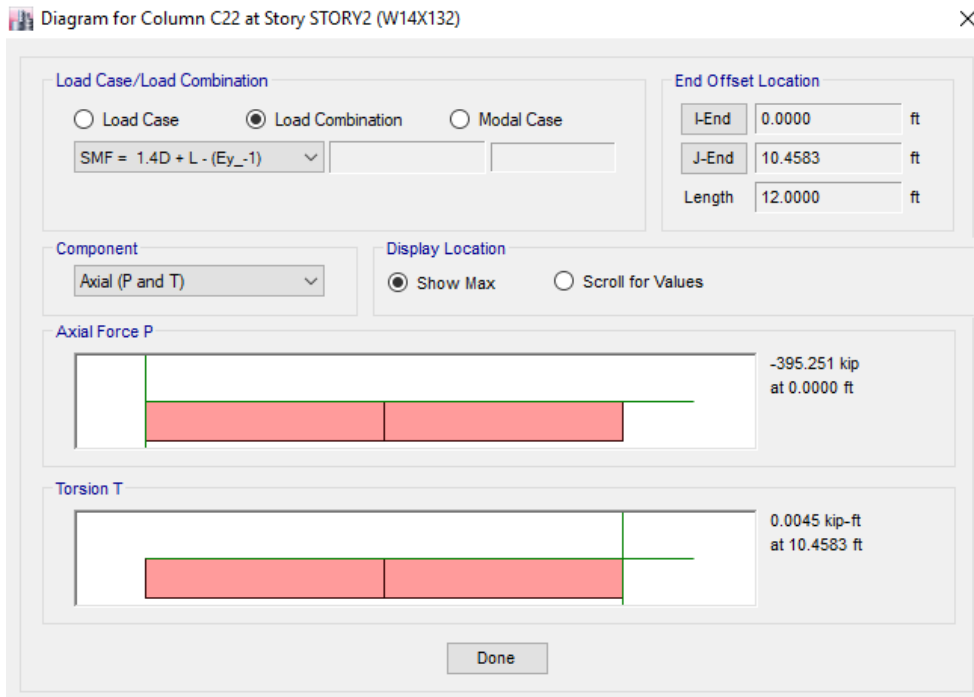 Diagram for Column C22 at Story STORY2 (W14X132)
Load Case/Load Combination
Load Case
Load Combination
Modal Case
SMF = 1.4D + L - (Ey_-1)
End Offset Location
I-End 0.0000 ft
J-End 10.4583 ft
Length 12.0000 ft
Component
Axial (P and T)
Display Location
Show Max
Scroll for Values
Axial Force P
-395.251 kip
at 0.0000 ft
Torsion T
0.0045 kip-ft
at 10.4583 ft
Done